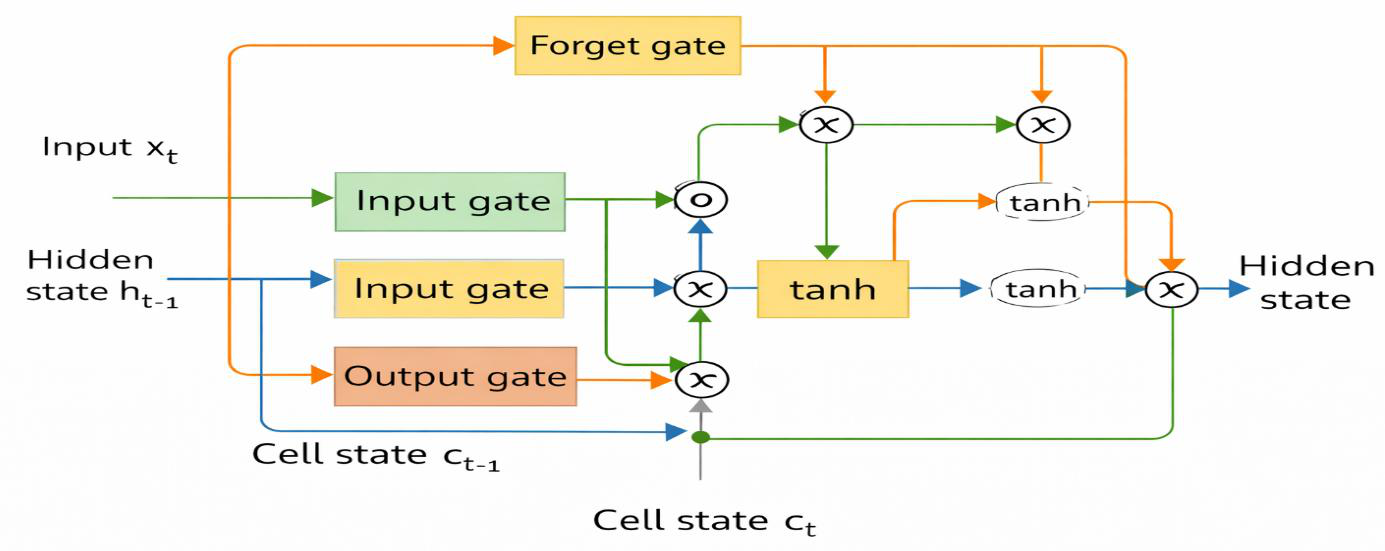 Forget gate
Input xₜ
Input gate
tanh
Hidden
state hₜ₋₁
Input gate
tanh
tanh
Hidden
state
Output gate
Cell state cₜ₋₁
Cell state cₜ